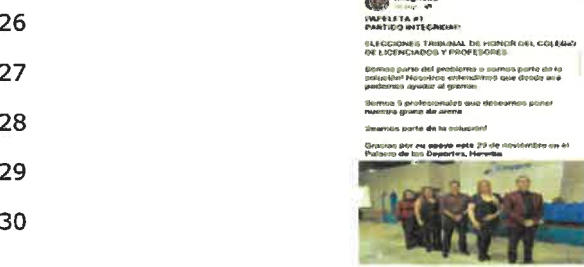 ¡PAPELETA #1
PARTIDO INTEGRIDAD!
26
ELECCIONES TRIBUNAL DE HONOR DEL COLEGIO
DE LICENCIADOS Y PROFESORES
Somos parte del problema o somos parte de la
solución! Nosotros entendimos que desde acá
podemos ayudar al gremio
27
Somos 5 profesionales que deseamos poner
nuestro grano de arena
28
Seamos parte de la solución!
Gracias por su apoyo este 29 de noviembre en el
Palacio de los Deportes, Heredia
29
30